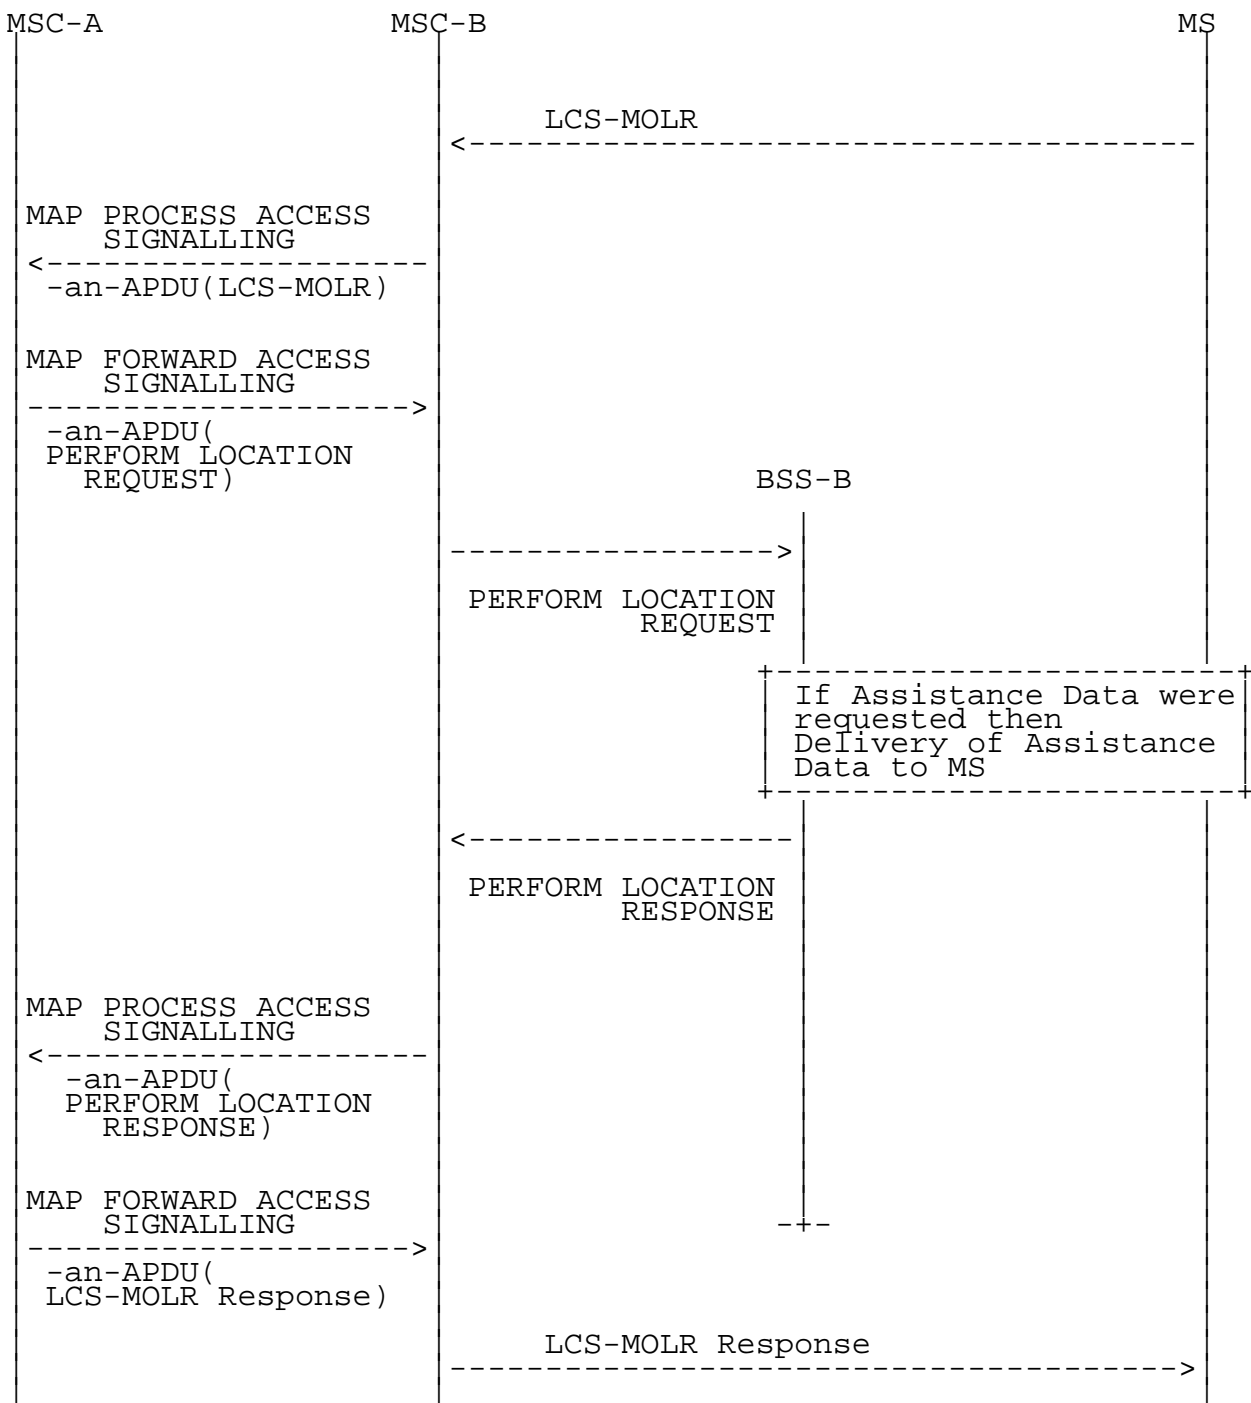 MSC-A MSC-B MS
LCS-MOLR
MAP PROCESS ACCESS
SIGNALLING
-an-APDU(LCS-MOLR)
MAP FORWARD ACCESS
SIGNALLING
-an-APDU(
PERFORM LOCATION
REQUEST)
BSS-B
PERFORM LOCATION
REQUEST
If Assistance Data were
requested then
Delivery of Assistance
Data to MS
PERFORM LOCATION
RESPONSE
MAP PROCESS ACCESS
SIGNALLING
-an-APDU(
PERFORM LOCATION
RESPONSE)
MAP FORWARD ACCESS
SIGNALLING
-an-APDU(
LCS-MOLR Response)
LCS-MOLR Response